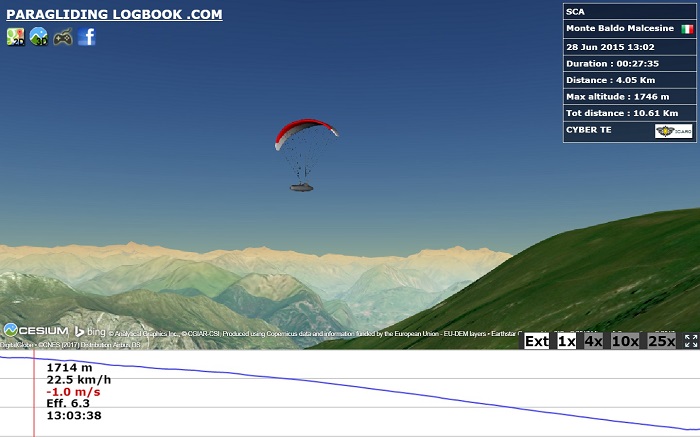 PARAGLIDING LOGBOOK .COM
2D
3D
SCA
Monte Baldo Malcesine
28 Jun 2015 13:02
Duration : 00:27:35
Distance : 4.05 Km
Max altitude : 1746 m
Tot distance : 10.61 Km
CYBER TE
ICARO
CESIUM bing © Analytical Graphics Inc., © CGIAR-CSI, Produced using Copernicus data and information funded by the European Union - EU-DEM layers • Earthstar
DigitalGlobe • ©CNES (2017) Distribution Airbus DS
Ext 1x 4x 10x 25x
1714 m
22.5 km/h
-1.0 m/s
Eff. 6.3
13:03:38